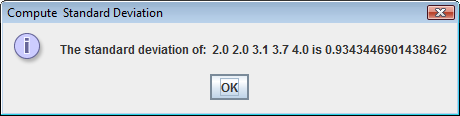 Compute Standard Deviation
The standard deviation of: 2.0 2.0 3.1 3.7 4.0 is 0.9343446901438462
OK